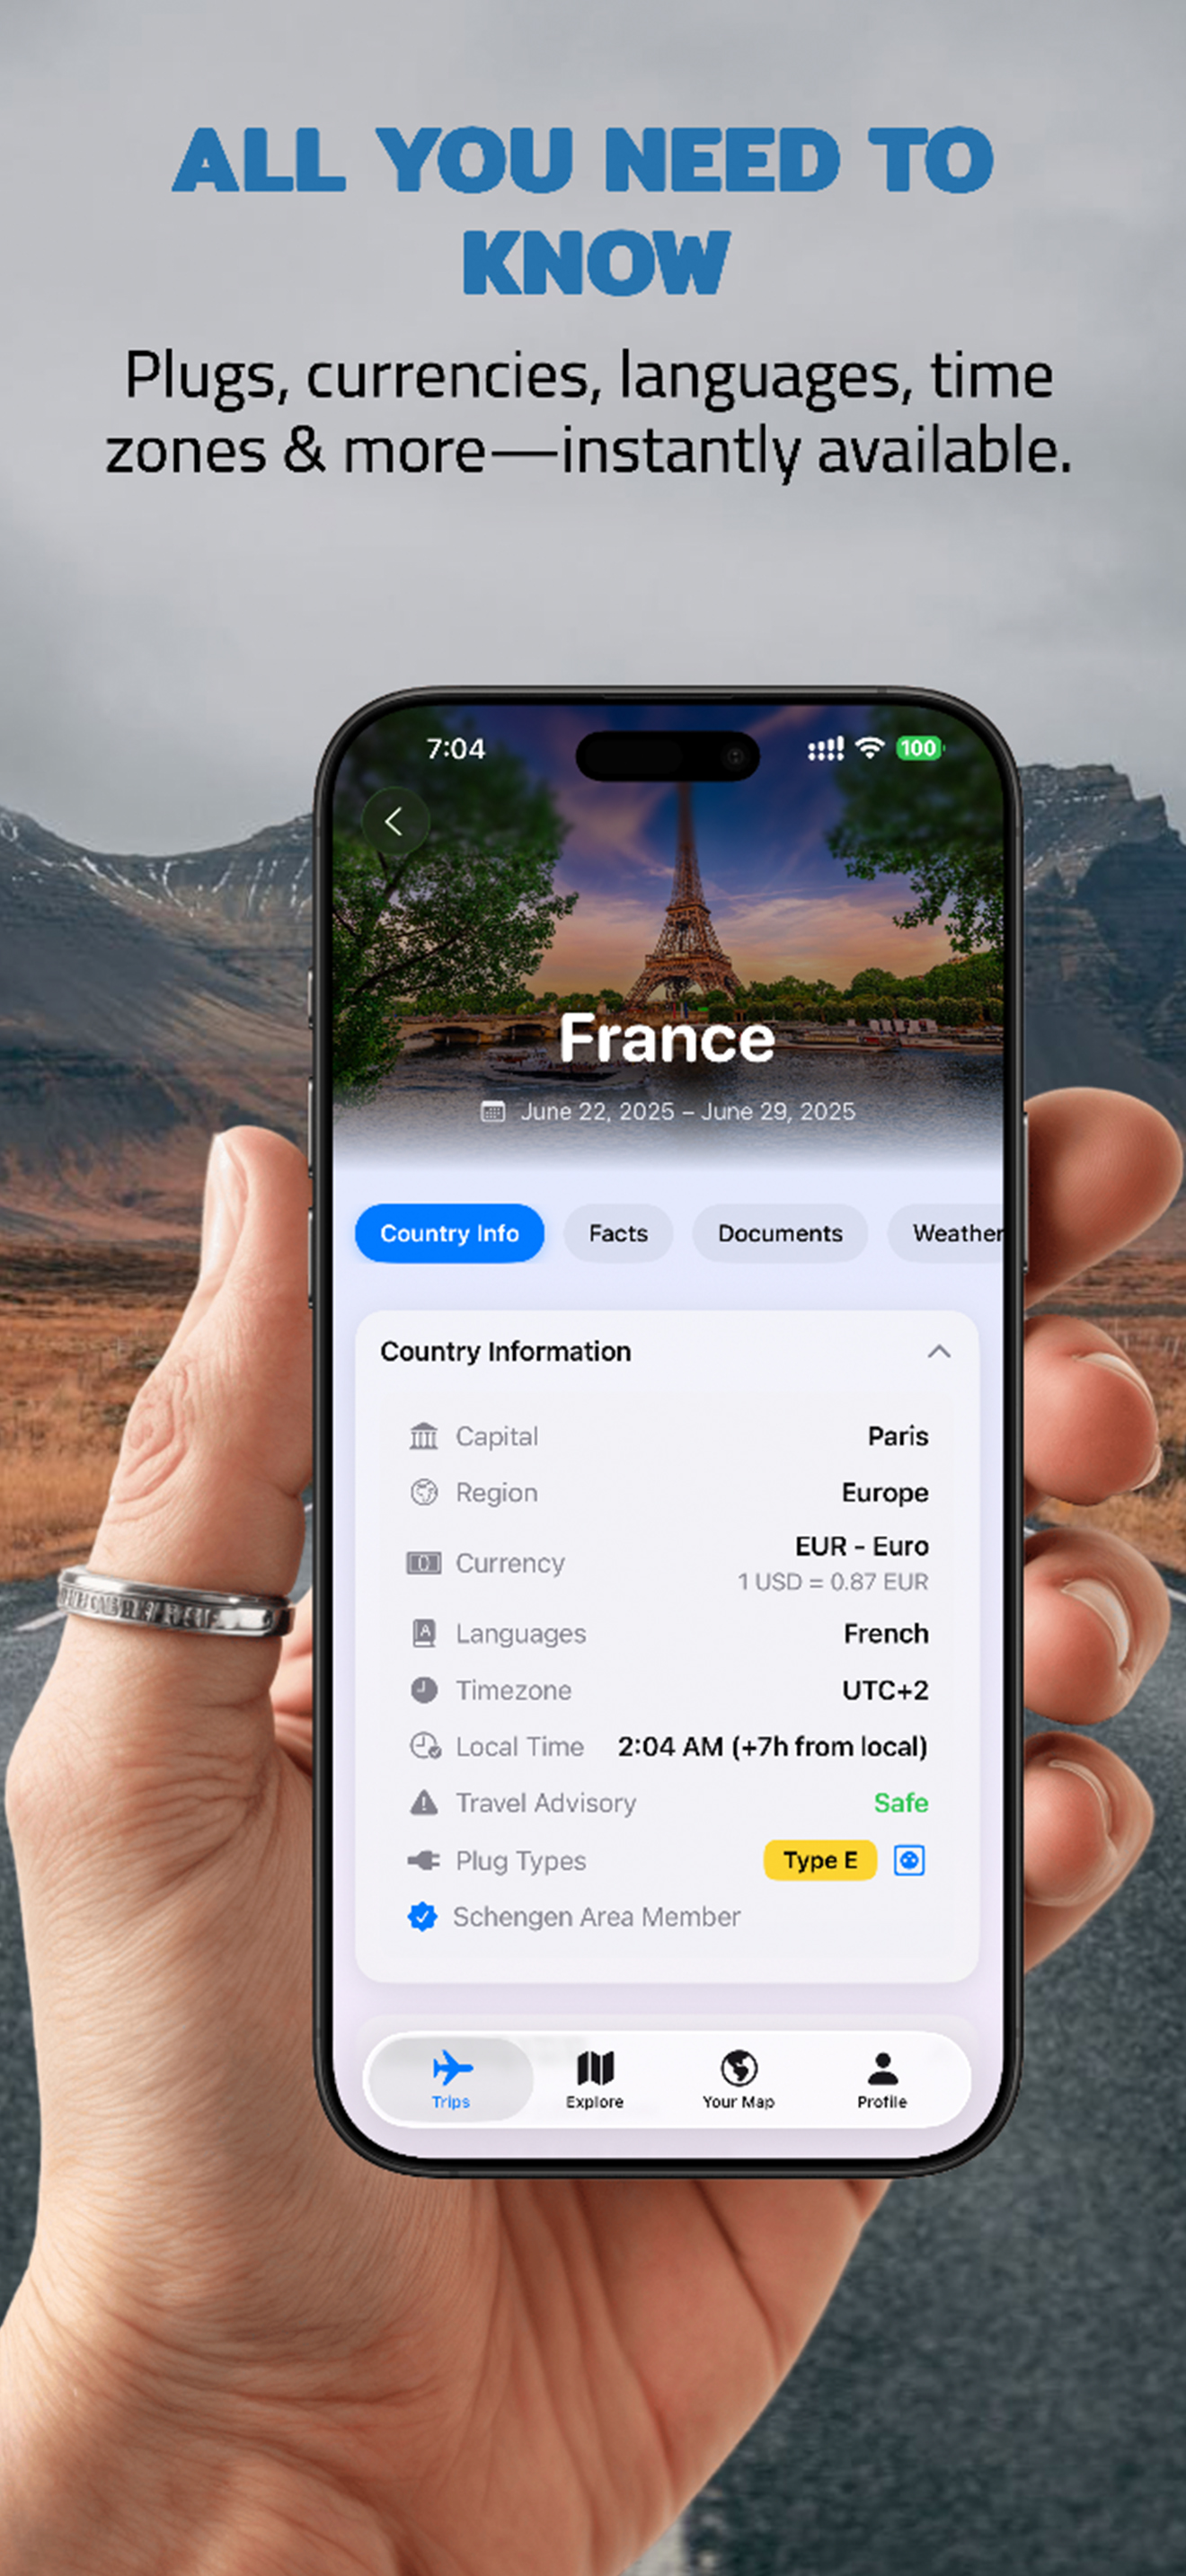 ALL YOU NEED TO
KNOW
Plugs, currencies, languages, time
zones & more—instantly available.
7:04
100
France
June 22, 2025 – June 29, 2025
Country Info
Facts
Documents
Weather
Country Information
Capital Paris
Region Europe
Currency EUR - Euro
1 USD = 0.87 EUR
Languages French
Timezone UTC+2
Local Time 2:04 AM (+7h from local)
Travel Advisory Safe
Plug Types Type E
Schengen Area Member
Trips
Explore
Your Map
Profile